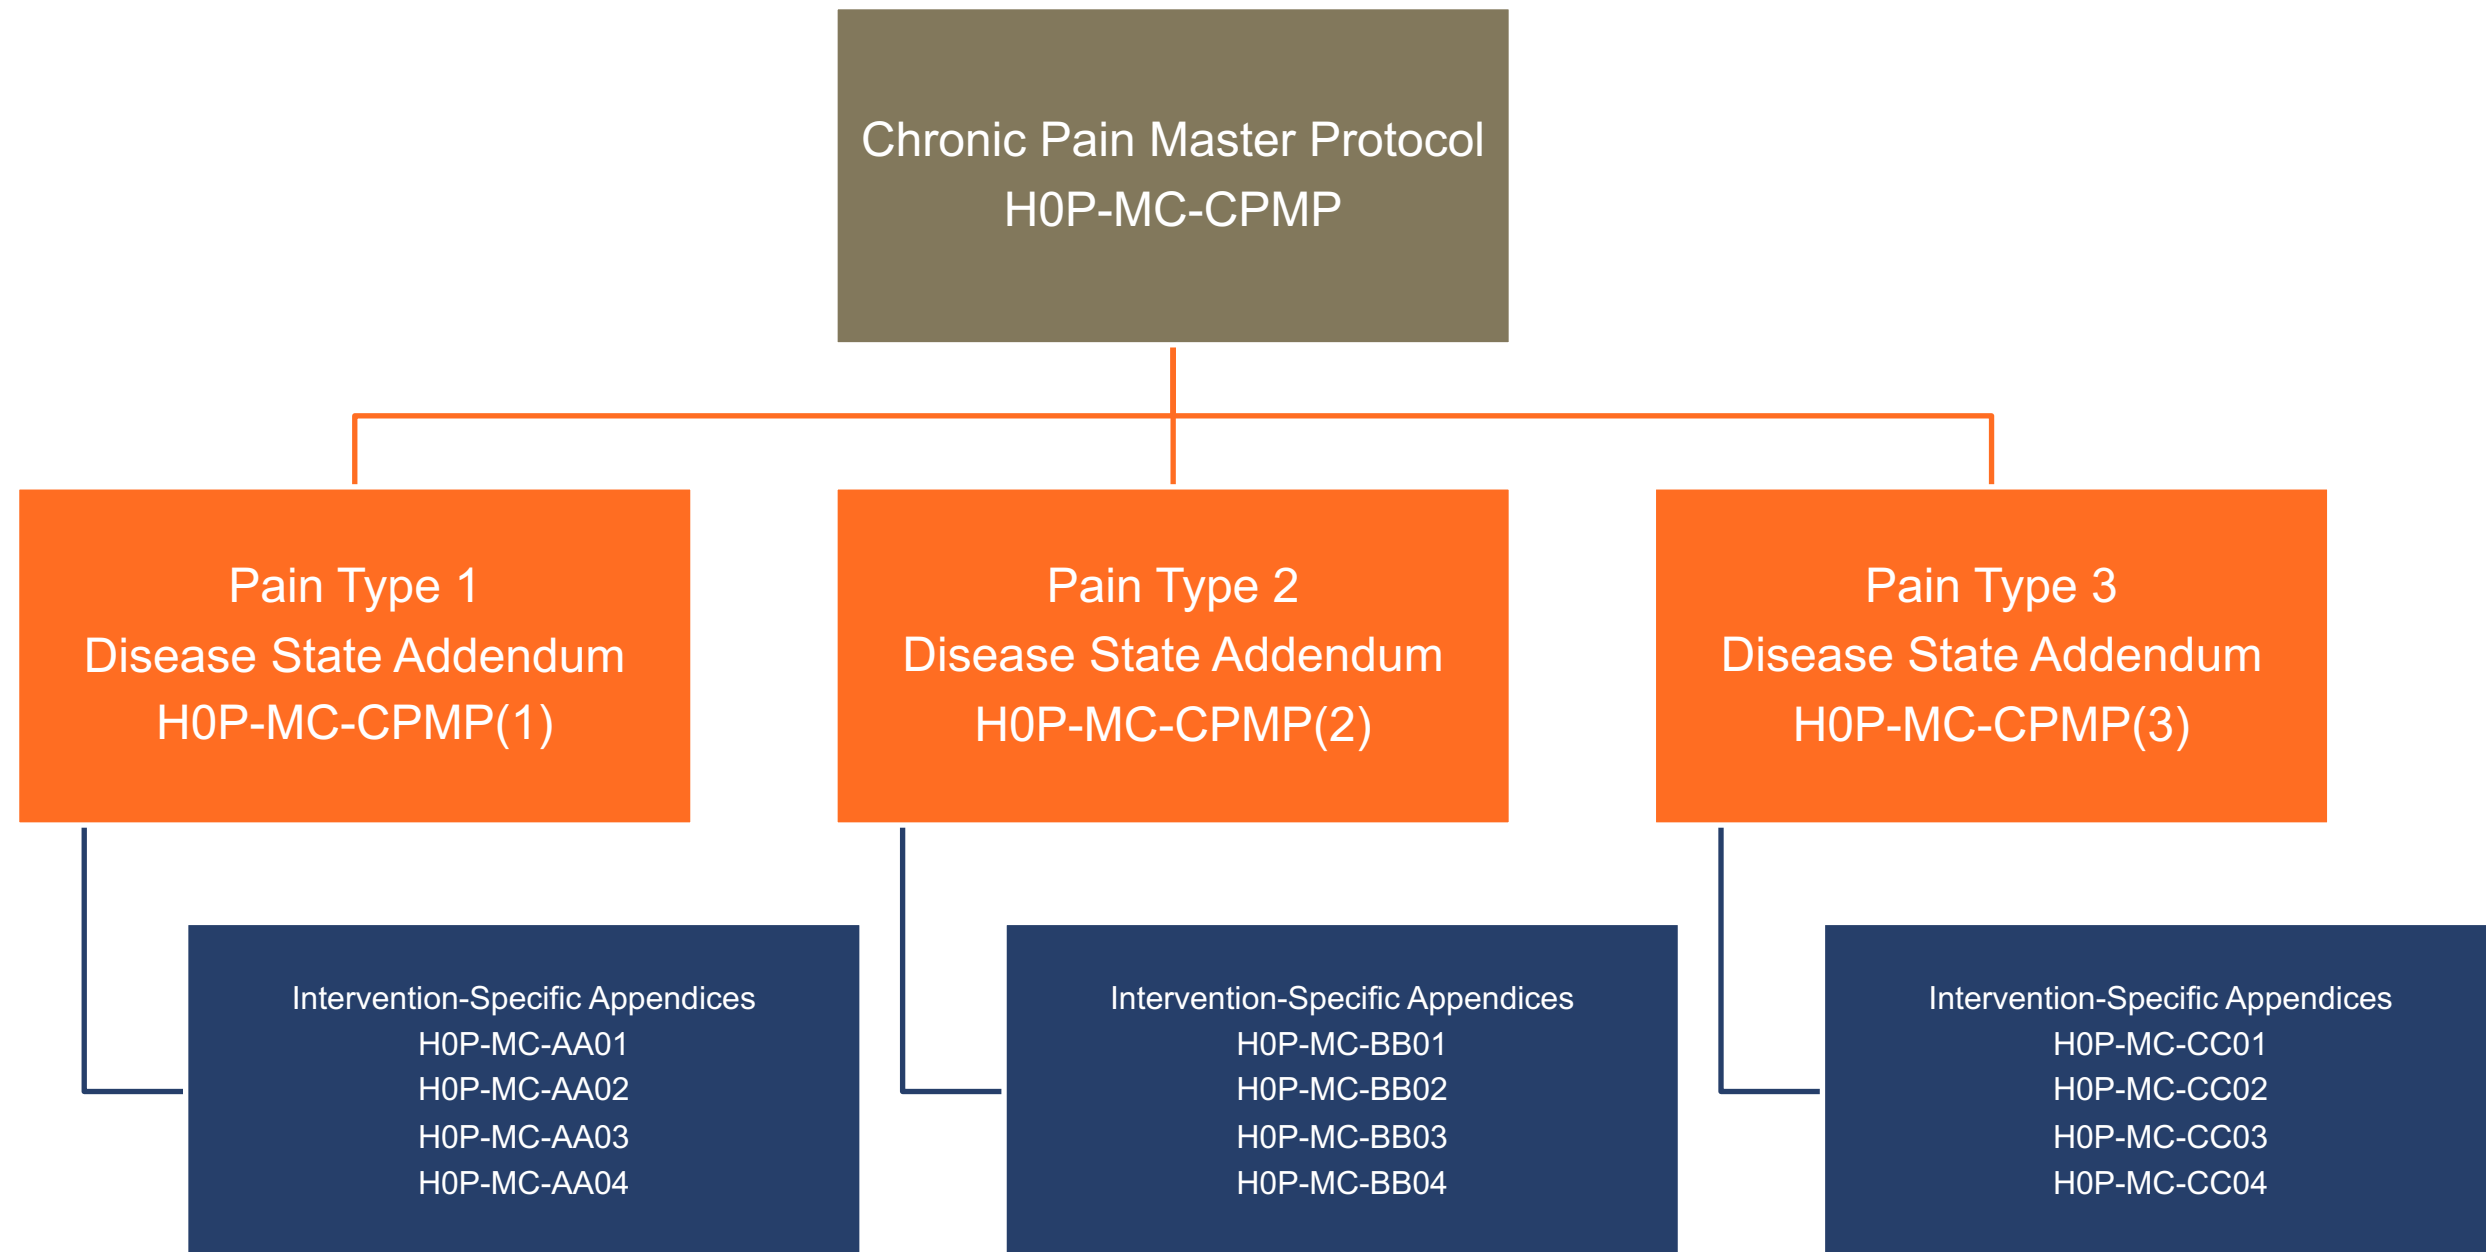 Chronic Pain Master Protocol
H0P-MC-CPMP
Pain Type 1
Disease State Addendum
H0P-MC-CPMP(1)
Pain Type 2
Disease State Addendum
H0P-MC-CPMP(2)
Pain Type 3
Disease State Addendum
H0P-MC-CPMP(3)
Intervention-Specific Appendices
H0P-MC-AA01
H0P-MC-AA02
H0P-MC-AA03
H0P-MC-AA04
Intervention-Specific Appendices
H0P-MC-BB01
H0P-MC-BB02
H0P-MC-BB03
H0P-MC-BB04
Intervention-Specific Appendices
H0P-MC-CC01
H0P-MC-CC02
H0P-MC-CC03
H0P-MC-CC04